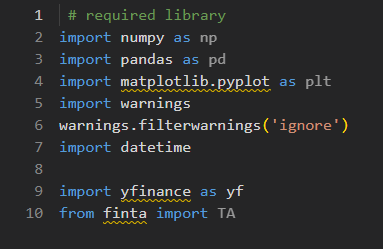 1 # required library
2 import numpy as np
3 import pandas as pd
4 import matplotlib.pyplot as plt
5 import warnings
6 warnings.filterwarnings('ignore')
7 import datetime
8
9 import yfinance as yf
10 from finta import TA